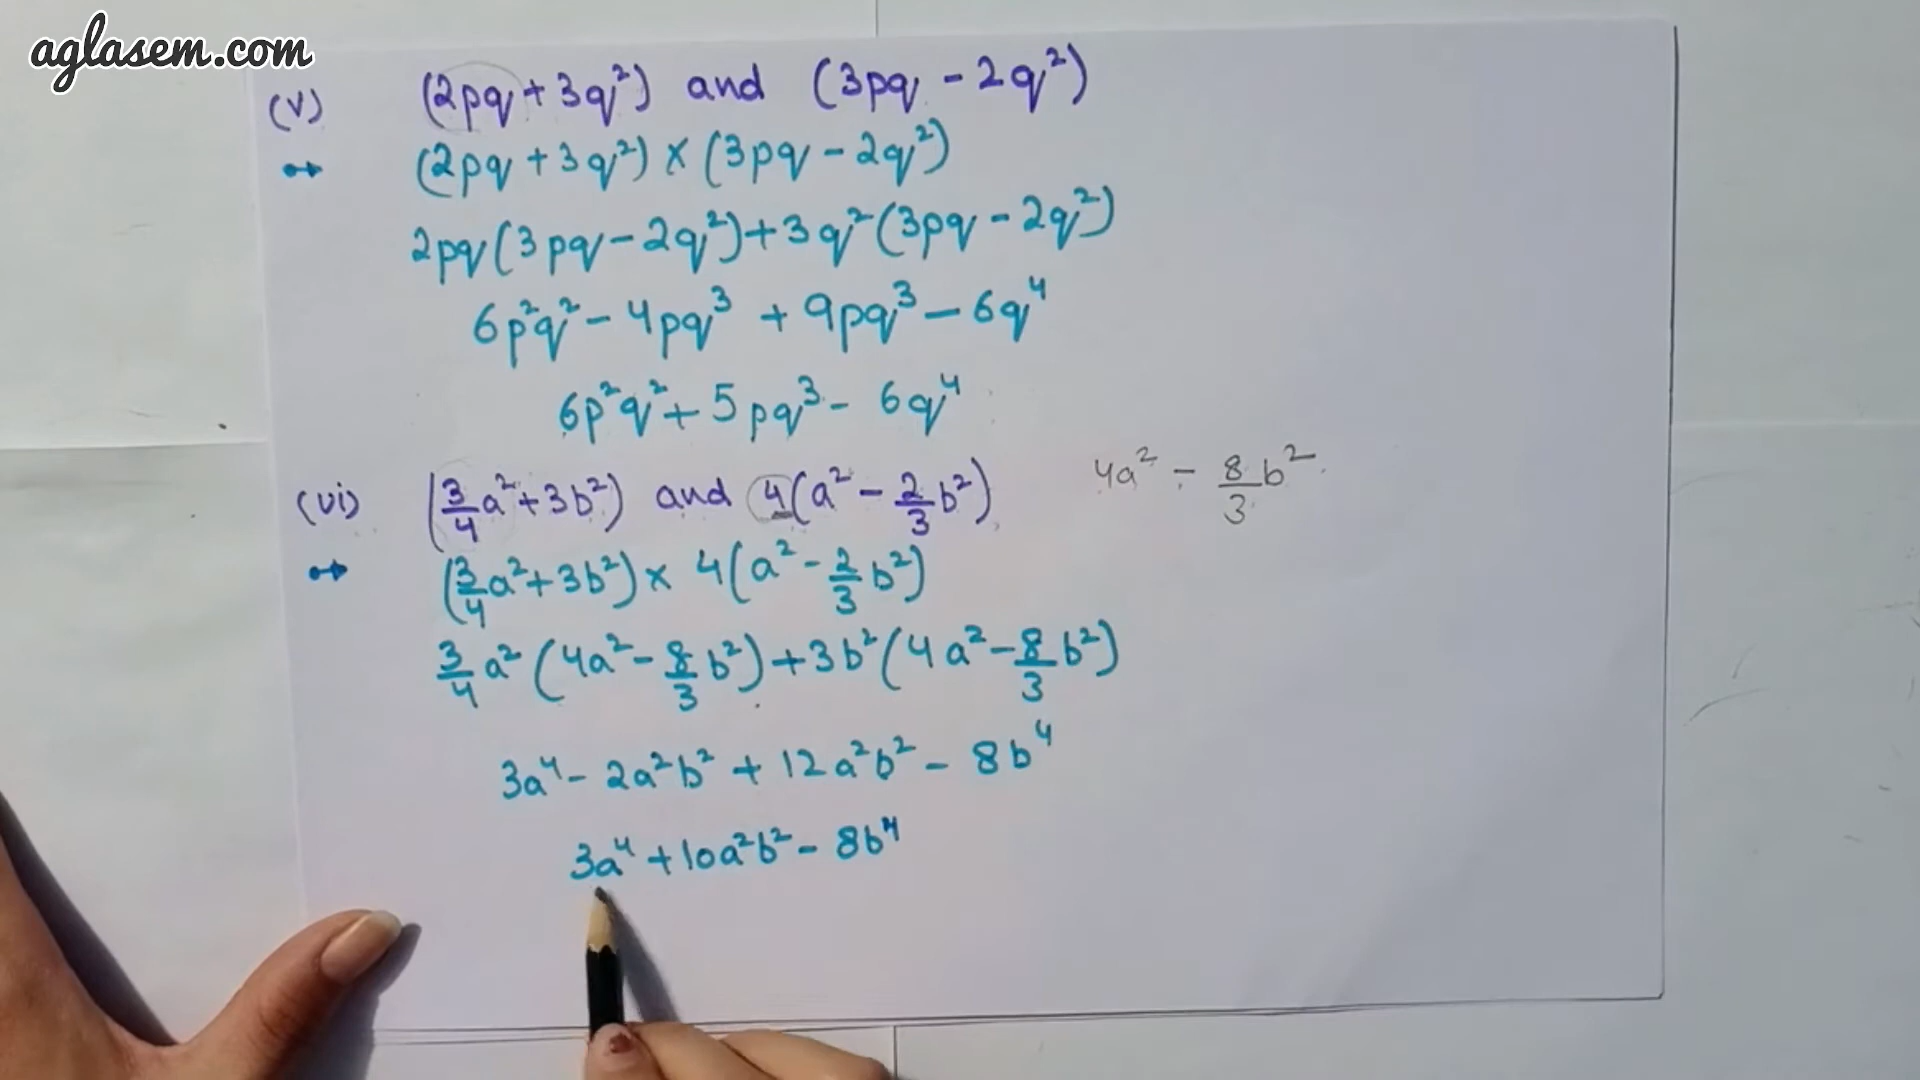 aglasem.com
(v) (2pq + 3q²) and (3pq - 2q²)
(2pq + 3q²) × (3pq - 2q²)
2pq(3pq - 2q²) + 3q²(3pq - 2q²)
6p²q² - 4pq³ + 9pq³ - 6q⁴
6p²q² + 5pq³ - 6q⁴
(vi) (3/4 a² + 3b²) and 4(a² - 2/3 b²) 4a² - 8/3 b²
(3/4 a² + 3b²) × 4(a² - 2/3 b²)
3/4 a² (4a² - 8/3 b²) + 3b² (4a² - 8/3 b²)
3a⁴ - 2a²b² + 12a²b² - 8b⁴
3a⁴ + 10a²b² - 8b⁴